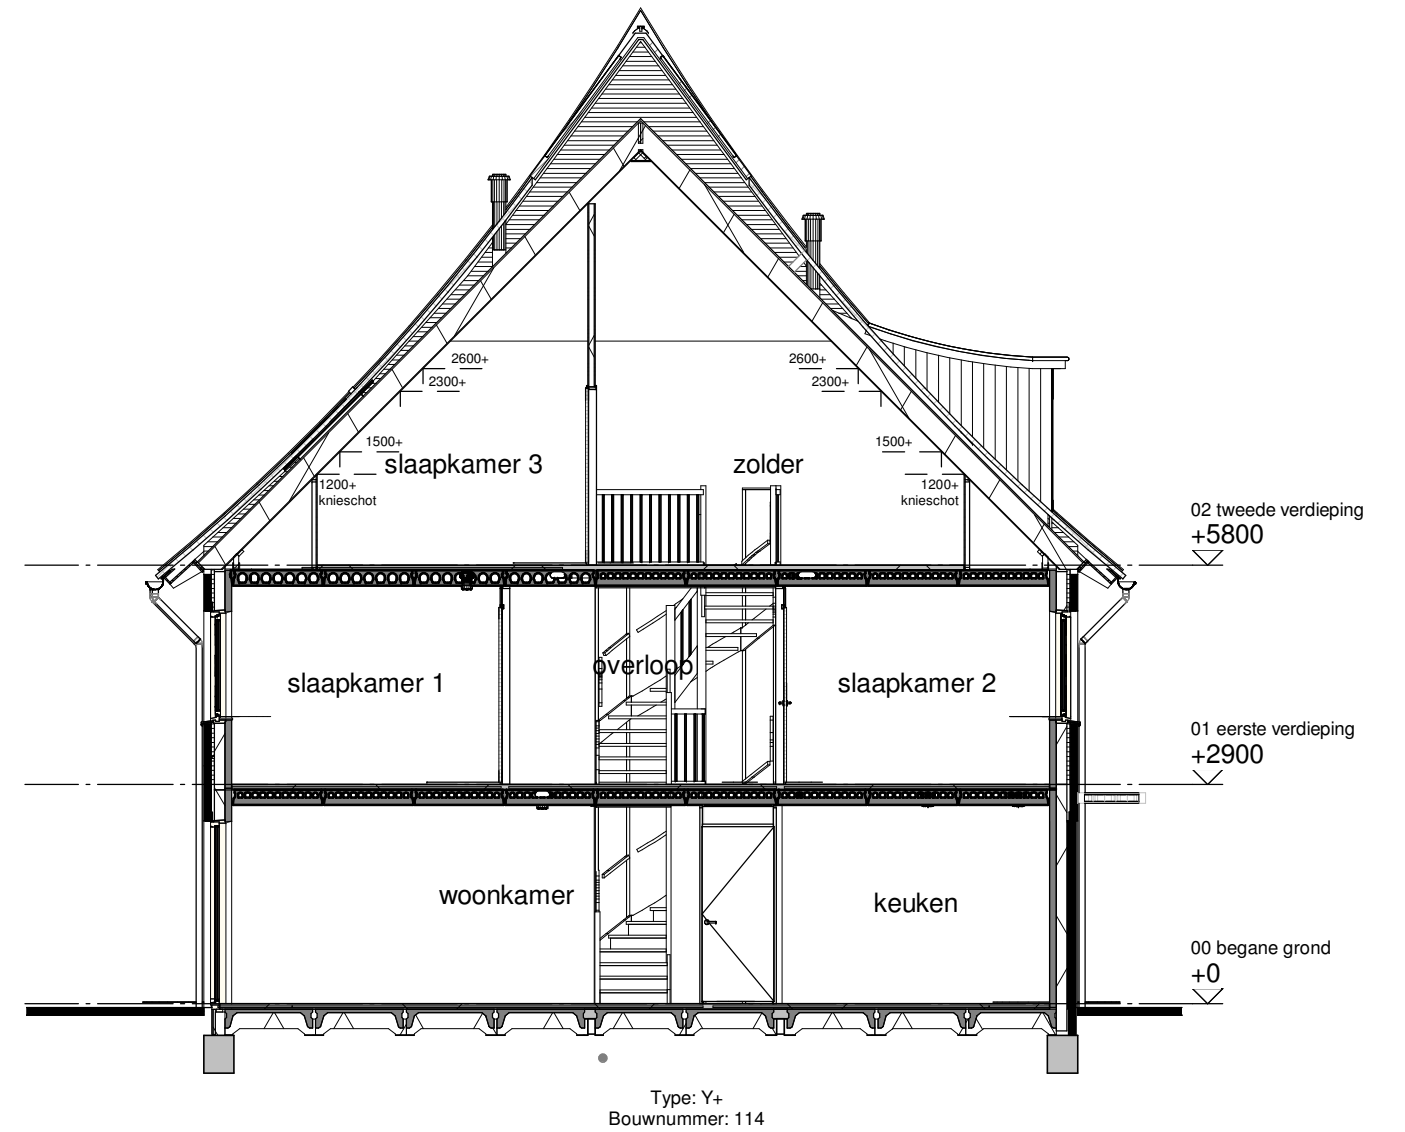 2600+
2600+
2300+
2300+
1500+
1500+
slaapkamer 3
zolder
1200+
knieschot
1200+
knieschot
02 tweede verdieping
+5800
overloop
slaapkamer 1
slaapkamer 2
01 eerste verdieping
+2900
woonkamer
keuken
00 begane grond
+0
Type: Y+
Bouwnummer: 114